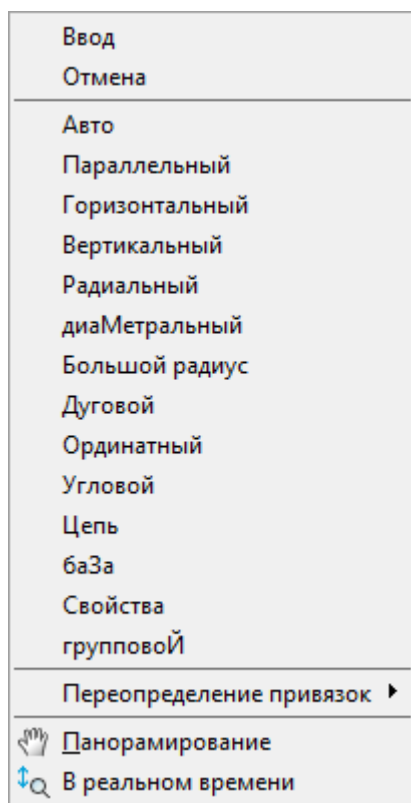 Ввод
Отмена
Авто
Параллельный
Горизонтальный
Вертикальный
Радиальный
диаМетральный
Большой радиус
Дуговой
Ординатный
Угловой
Цепь
баЗа
Свойства
групповоЙ
Переопределение привязок
Панорамирование
В реальном времени